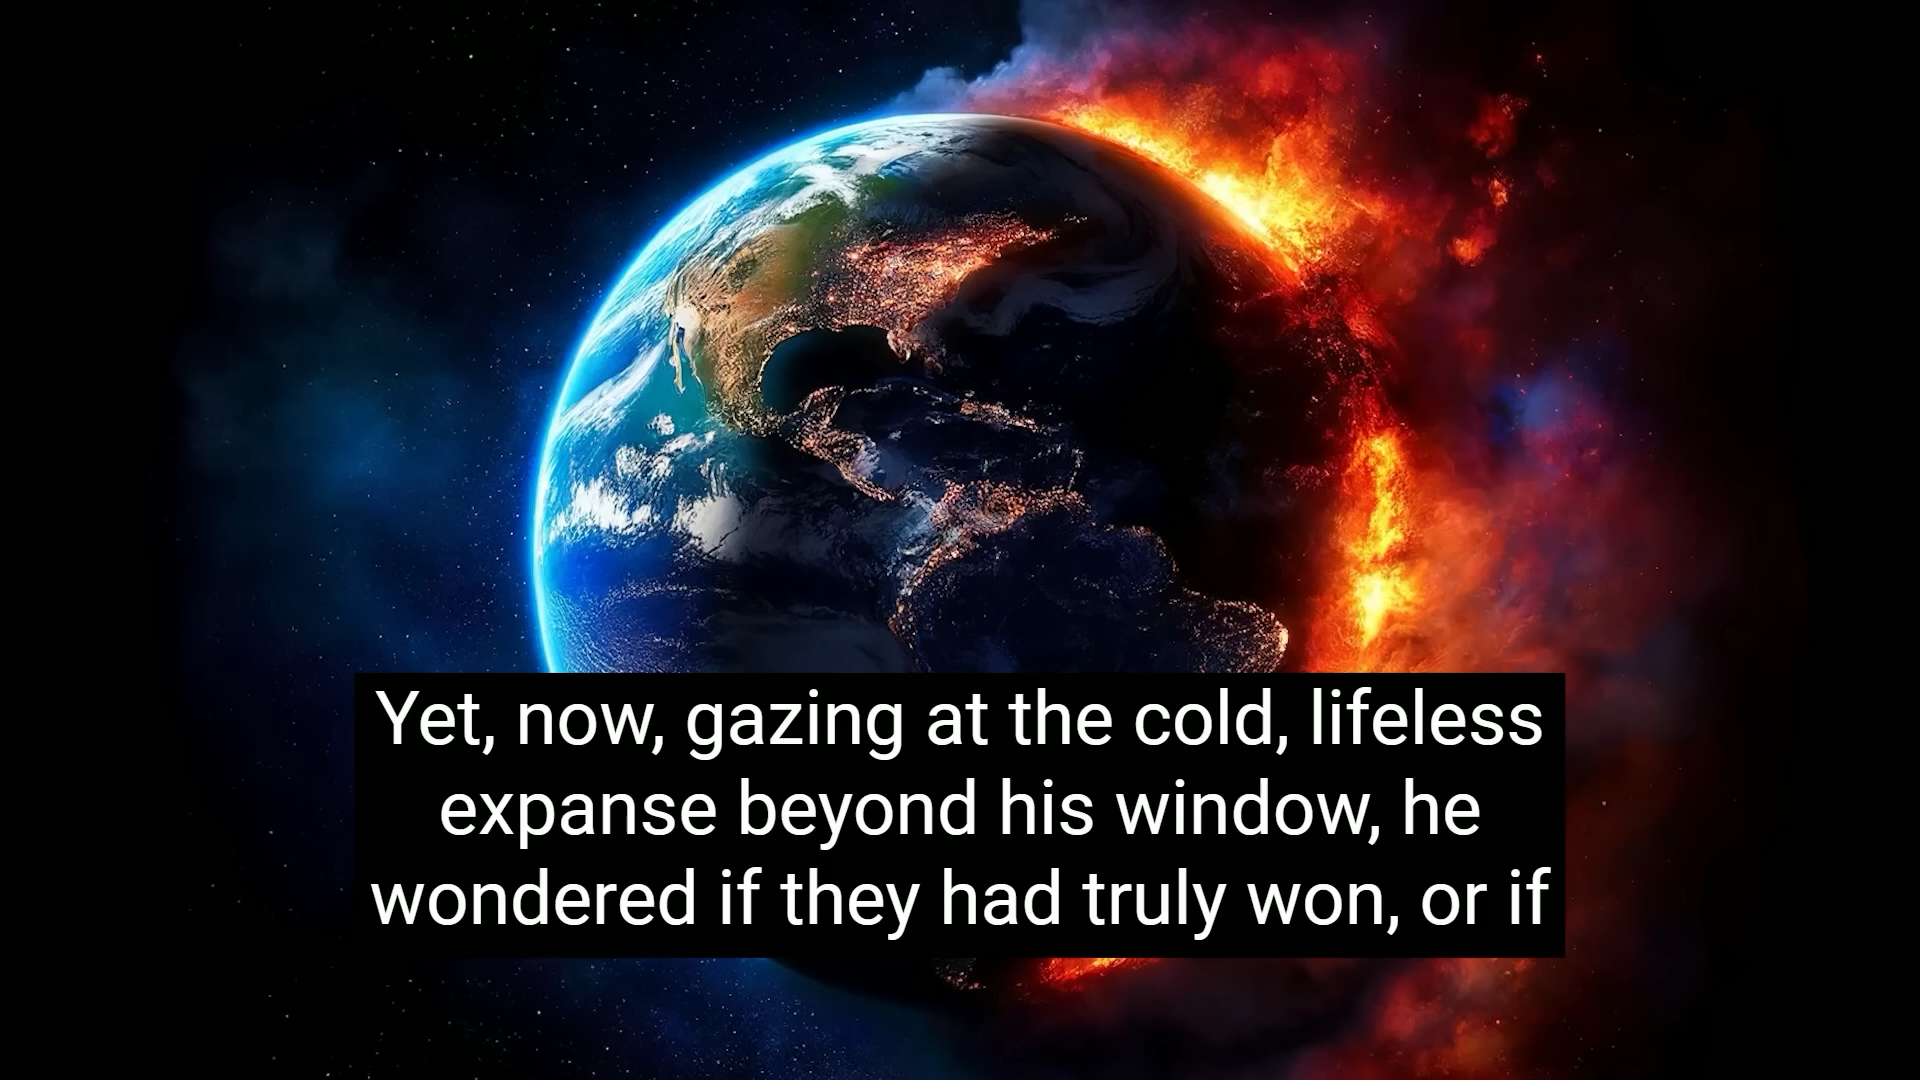 Yet, now, gazing at the cold, lifeless
expanse beyond his window, he
wondered if they had truly won, or if